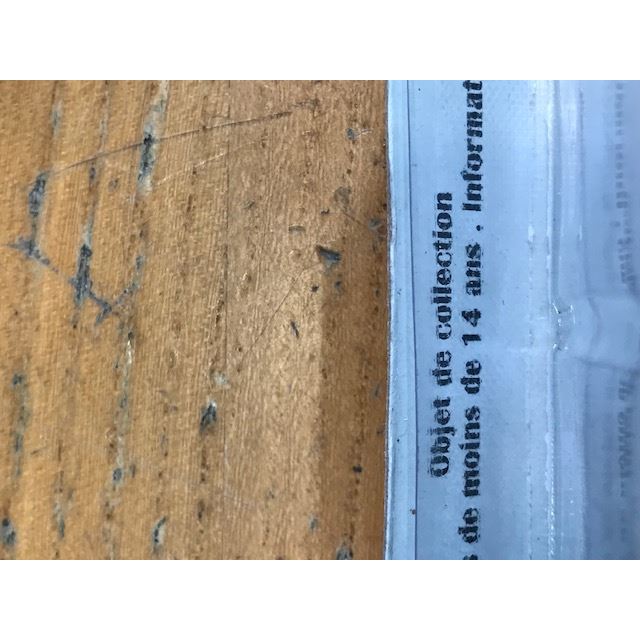 Objet de collection
de moins de 14 ans . Informat